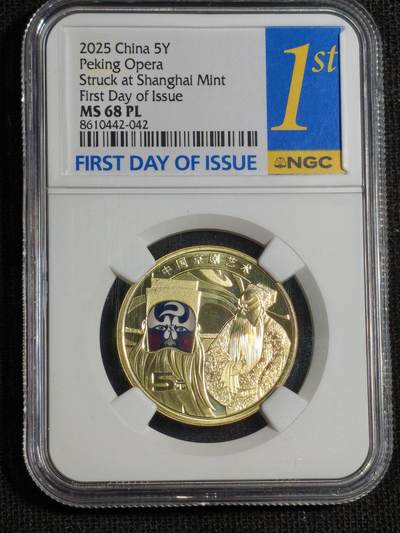 2025 China 5Y
Peking Opera
Struck at Shanghai Mint
First Day of Issue
MS 68 PL
8610442-042
1st
FIRST DAY OF ISSUE
NGC
中国京剧艺术
5元